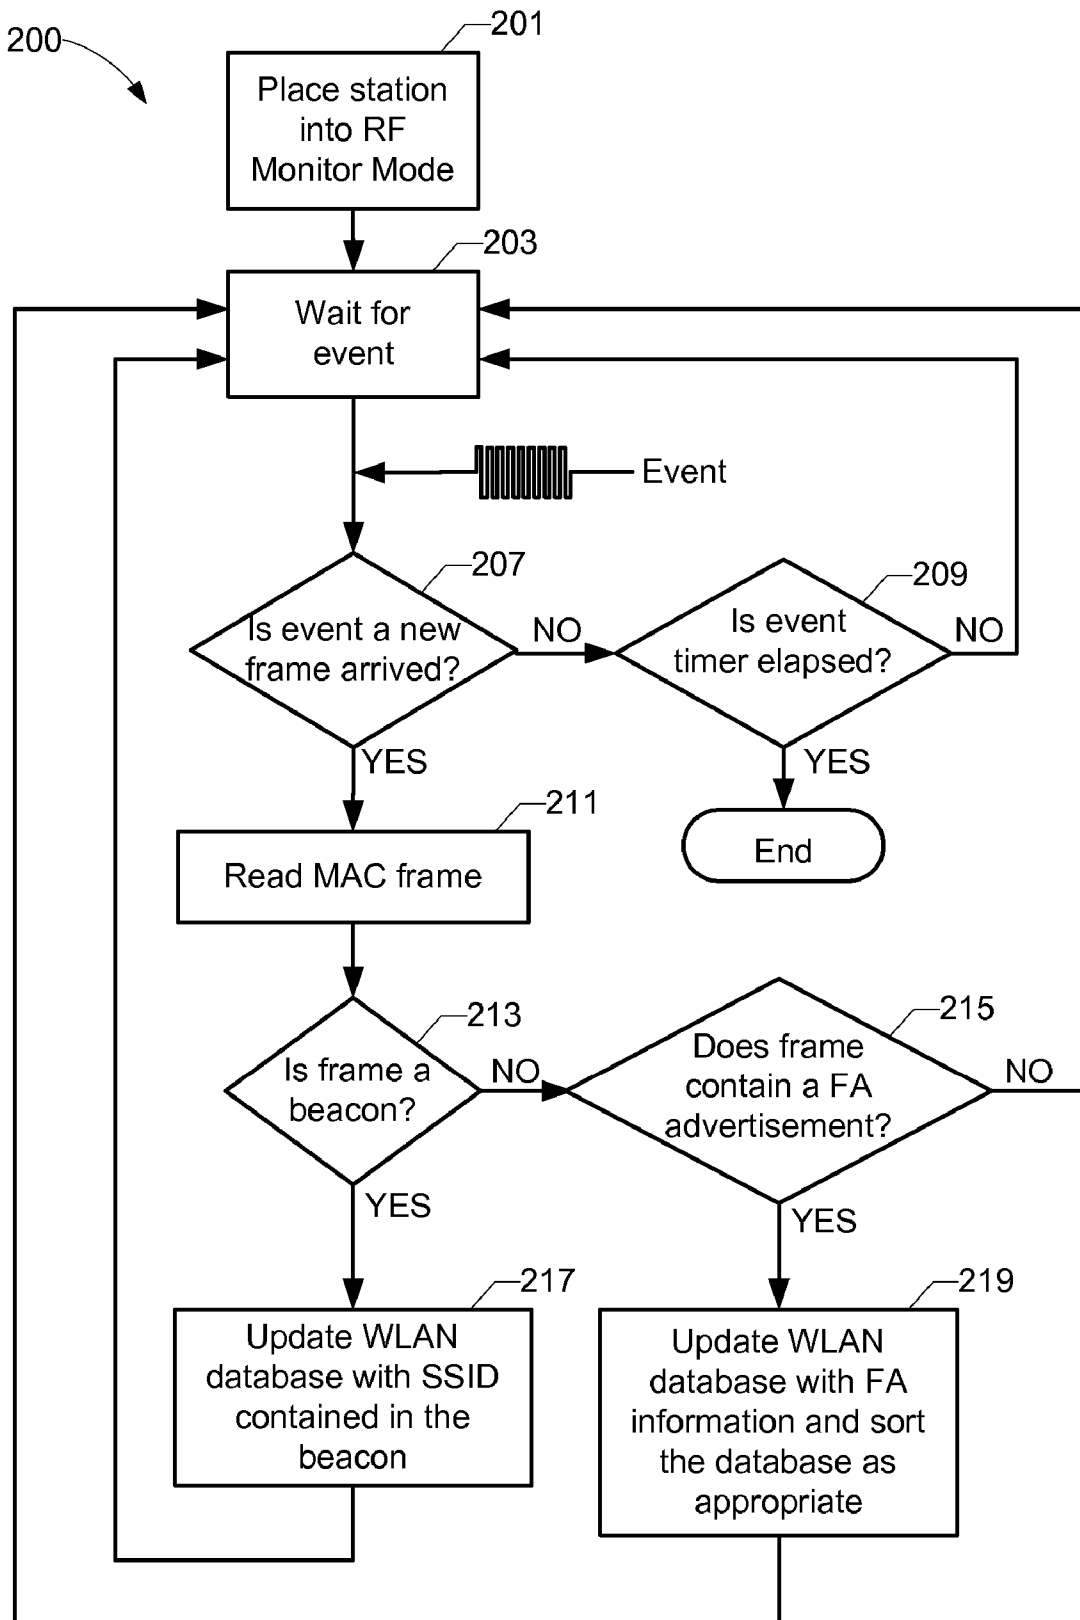 200
201
Place station
into RF
Monitor Mode
203
Wait for
event
Event
207
Is event a new
frame arrived?
NO
YES
209
Is event
timer elapsed?
NO
YES
End
211
Read MAC frame
213
Is frame a
beacon?
NO
YES
215
Does frame
contain a FA
advertisement?
NO
YES
217
Update WLAN
database with SSID
contained in the
beacon
219
Update WLAN
database with FA
information and sort
the database as
appropriate